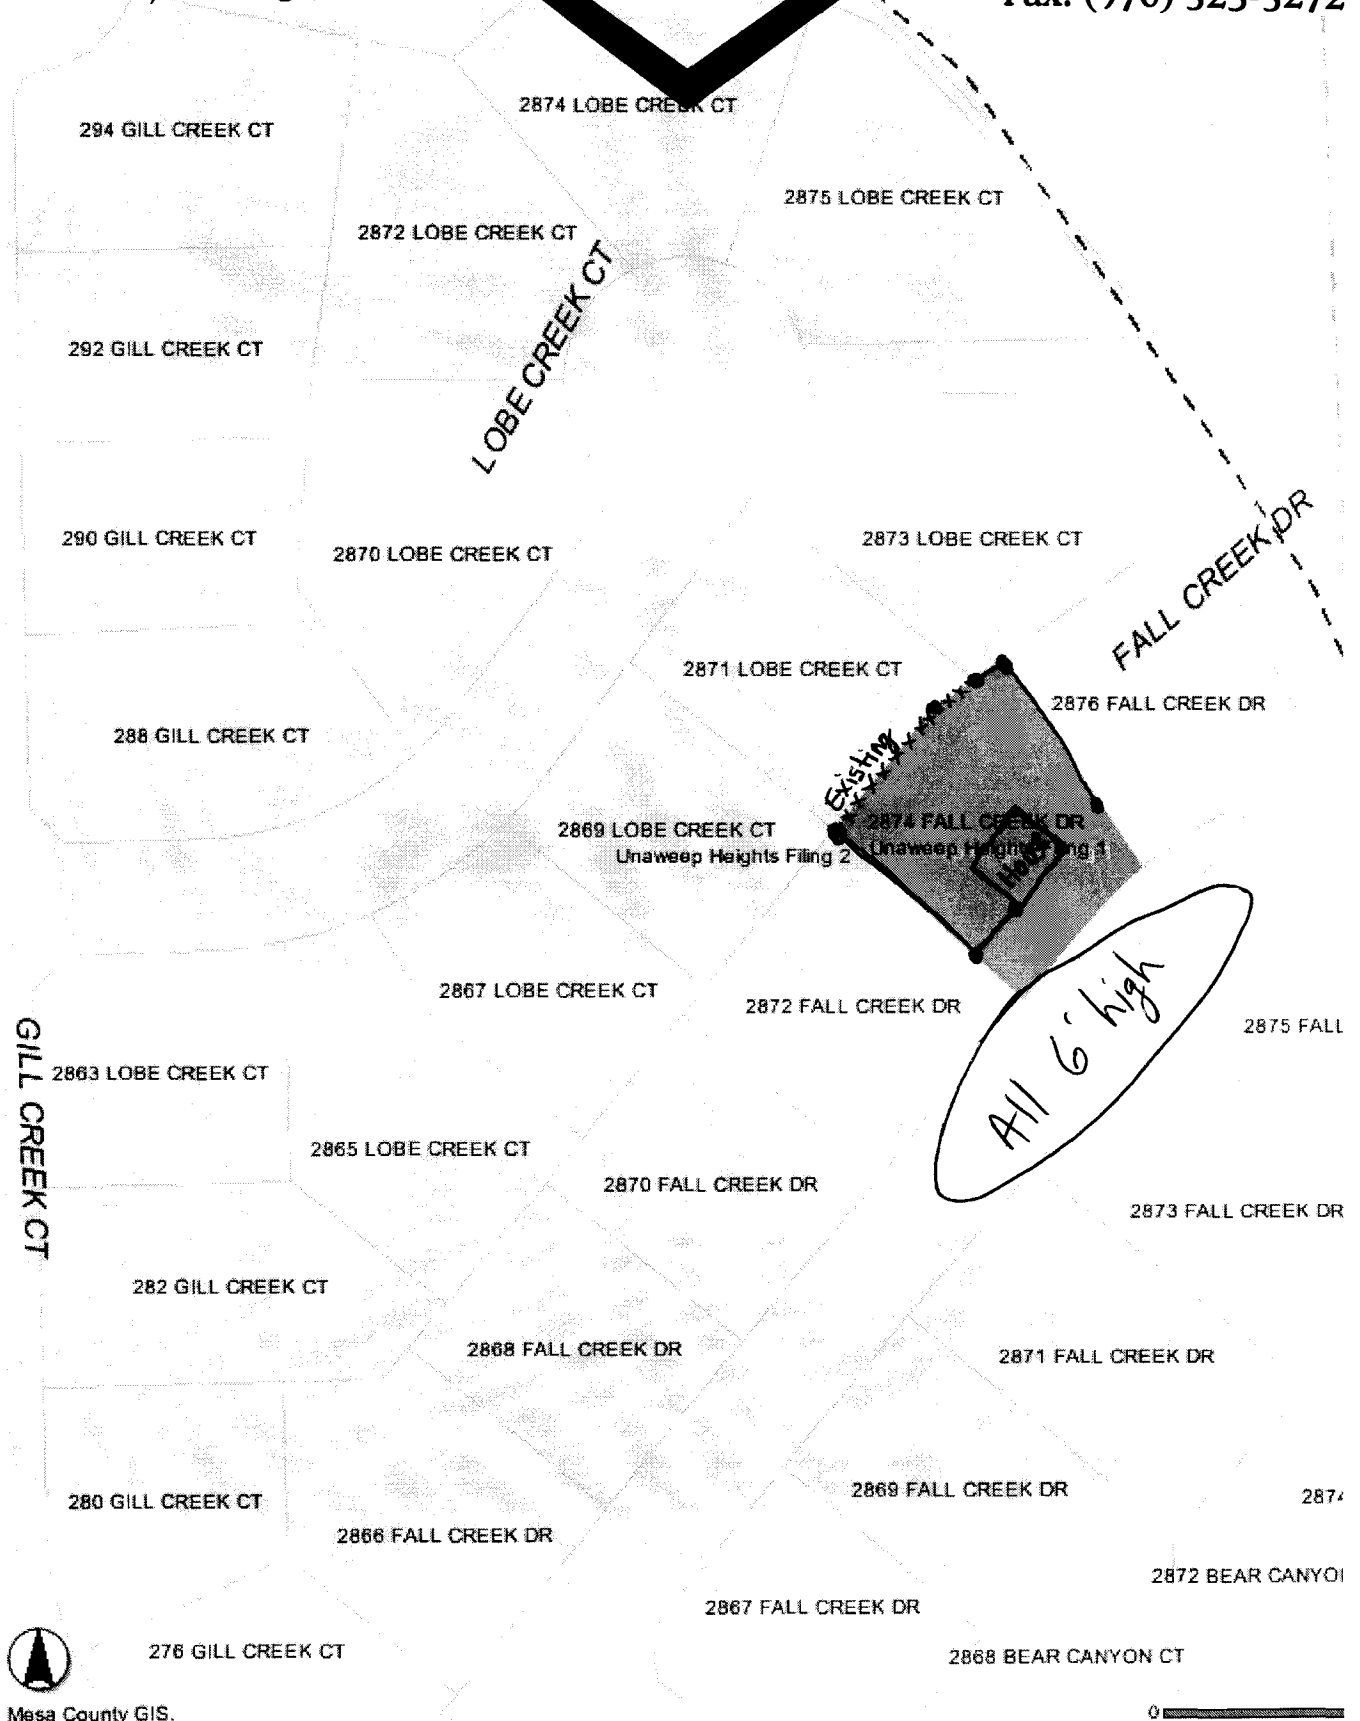 2874 LOBE CREEK CT
294 GILL CREEK CT
2875 LOBE CREEK CT
2872 LOBE CREEK CT
LOBE CREEK CT
292 GILL CREEK CT
290 GILL CREEK CT
2870 LOBE CREEK CT
2873 LOBE CREEK CT
FALL CREEK DR
2871 LOBE CREEK CT
2876 FALL CREEK DR
288 GILL CREEK CT
Existing
2869 LOBE CREEK CT
Unaweep Heights Filing 2
2874 FALL CREEK DR
Unaweep Heights Filing 1
House
2867 LOBE CREEK CT
2872 FALL CREEK DR
All 6' high
2875 FALL
GILL CREEK CT
2863 LOBE CREEK CT
2865 LOBE CREEK CT
2870 FALL CREEK DR
2873 FALL CREEK DR
282 GILL CREEK CT
2868 FALL CREEK DR
2871 FALL CREEK DR
280 GILL CREEK CT
2869 FALL CREEK DR
2874
2866 FALL CREEK DR
2872 BEAR CANYO
2867 FALL CREEK DR
276 GILL CREEK CT
2868 BEAR CANYON CT
Mesa County GIS.
0